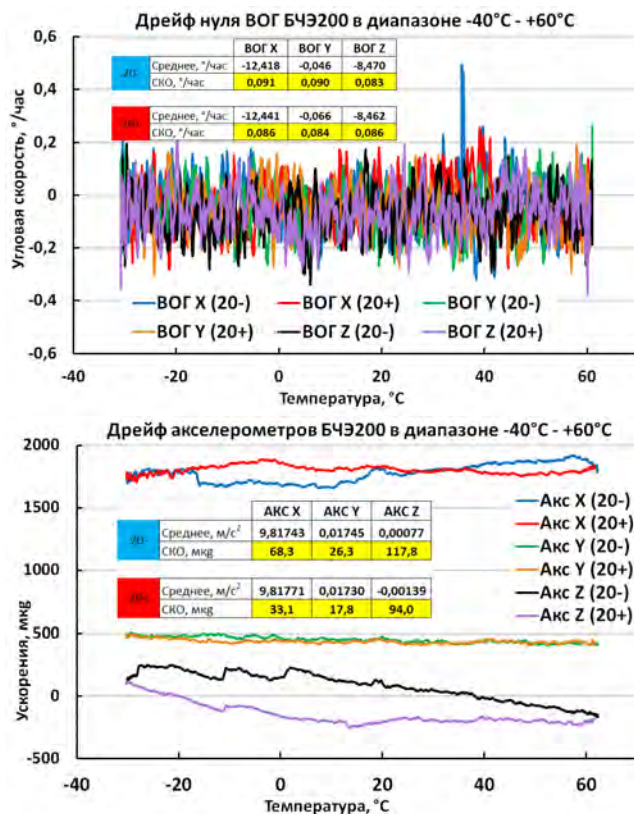 Дрейф нуля ВОГ БЧЭ200 в диапазоне -40°C - +60°C
ВОГ X ВОГ Y ВОГ Z
20- Среднее, °/час -12,418 -0,046 -8,470
СКО, °/час 0,091 0,090 0,083
Среднее, °/час -12,441 -0,066 -8,462
СКО, °/час 0,086 0,084 0,086
Угловая скорость, °/час
0,6
0,4
0,2
0
-0,2
-0,4
-0,6
ВОГ X (20-) ВОГ X (20+) ВОГ Y (20-)
ВОГ Y (20+) ВОГ Z (20-) ВОГ Z (20+)
-40 -20 0 20 40 60
Температура, °C
Дрейф акселерометров БЧЭ200 в диапазоне -40°C - +60°C
Ускорения, мкg
2000
1500
1000
500
0
-500
АКС X АКС Y АКС Z
20- Среднее, м/с² 9,81743 0,01745 0,00077
СКО, мкg 68,3 26,3 117,8
Среднее, м/с² 9,81771 0,01730 -0,00139
СКО, мкg 33,1 17,8 94,0
Акс X (20-)
Акс X (20+)
Акс Y (20-)
Акс Y (20+)
Акс Z (20-)
Акс Z (20+)
-40 -20 0 20 40 60
Температура, °C